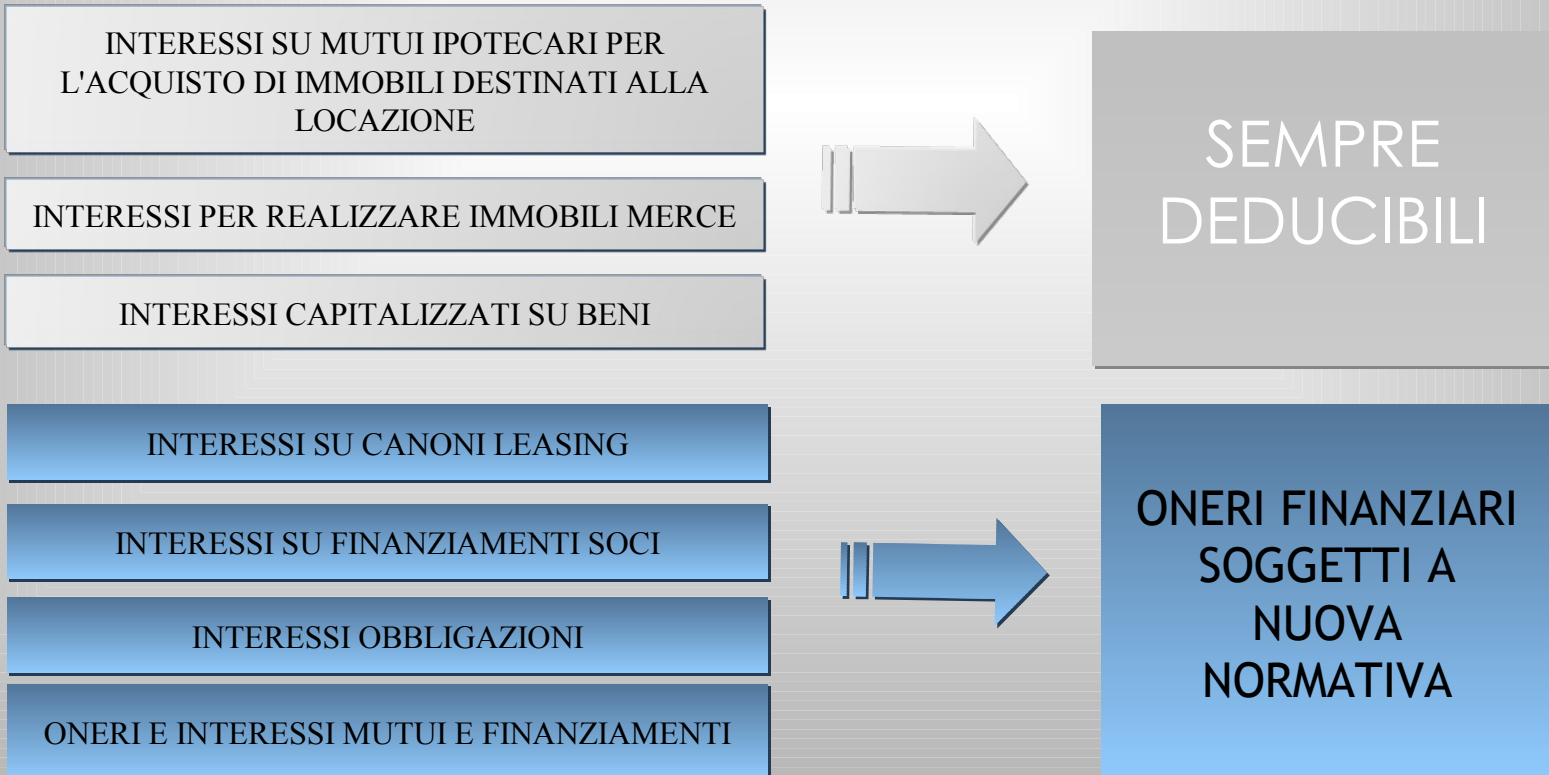 INTERESSI SU MUTUI IPOTECARI PER
L'ACQUISTO DI IMMOBILI DESTINATI ALLA
LOCAZIONE
INTERESSI PER REALIZZARE IMMOBILI MERCE
INTERESSI CAPITALIZZATI SU BENI
SEMPRE
DEDUCIBILI
INTERESSI SU CANONI LEASING
INTERESSI SU FINANZIAMENTI SOCI
INTERESSI OBBLIGAZIONI
ONERI E INTERESSI MUTUI E FINANZIAMENTI
ONERI FINANZIARI
SOGGETTI A
NUOVA
NORMATIVA